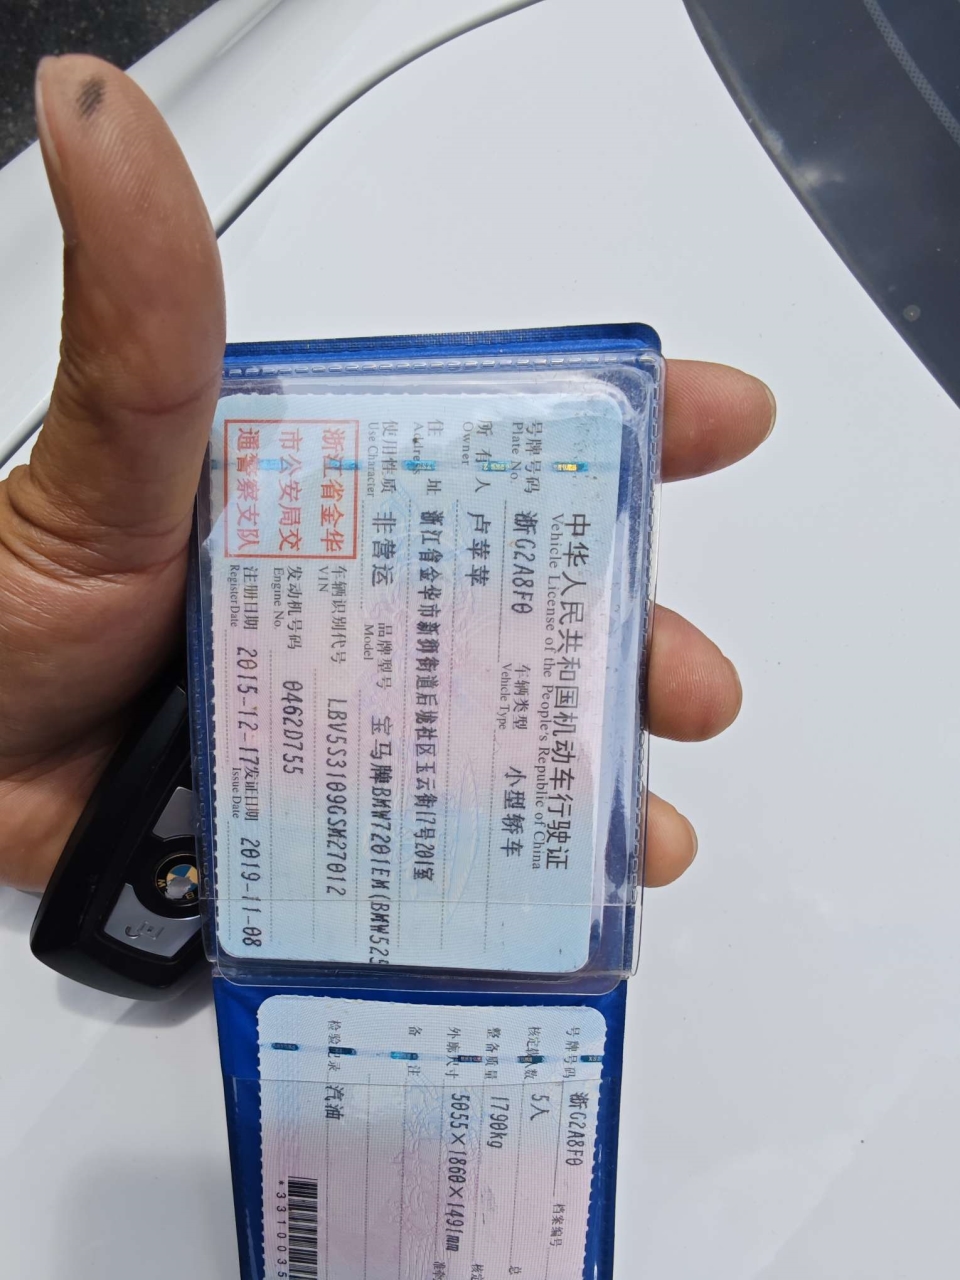 中华人民共和国机动车行驶证
Vehicle License of the People's Republic of China
号牌号码 浙G2A8F0 车辆类型 小型轿车
Plate No. Vehicle Type
所有人 卢苹苹
Owner
住址 浙江省金华市新狮街道后垅社区玉云街17号201室
Address
使用性质 非营运 品牌型号 宝马牌BMW7201EM(BMW525
Use Character Model
浙江省金华
市公安局交
通警察支队
车辆识别代号 LBV5S3109GSM27012
VIN
发动机号码 0462D755
Engine No.
注册日期 2015-12-17 发证日期 2019-11-08
Register Date Issue Date
号牌号码 浙G2A8F0 档案编号
核定载人数 5人 总
整备质量 1790kg 核定
外廓尺寸 5055×1860×1491mm 准牵
备注
检验记录 汽油
*3310035